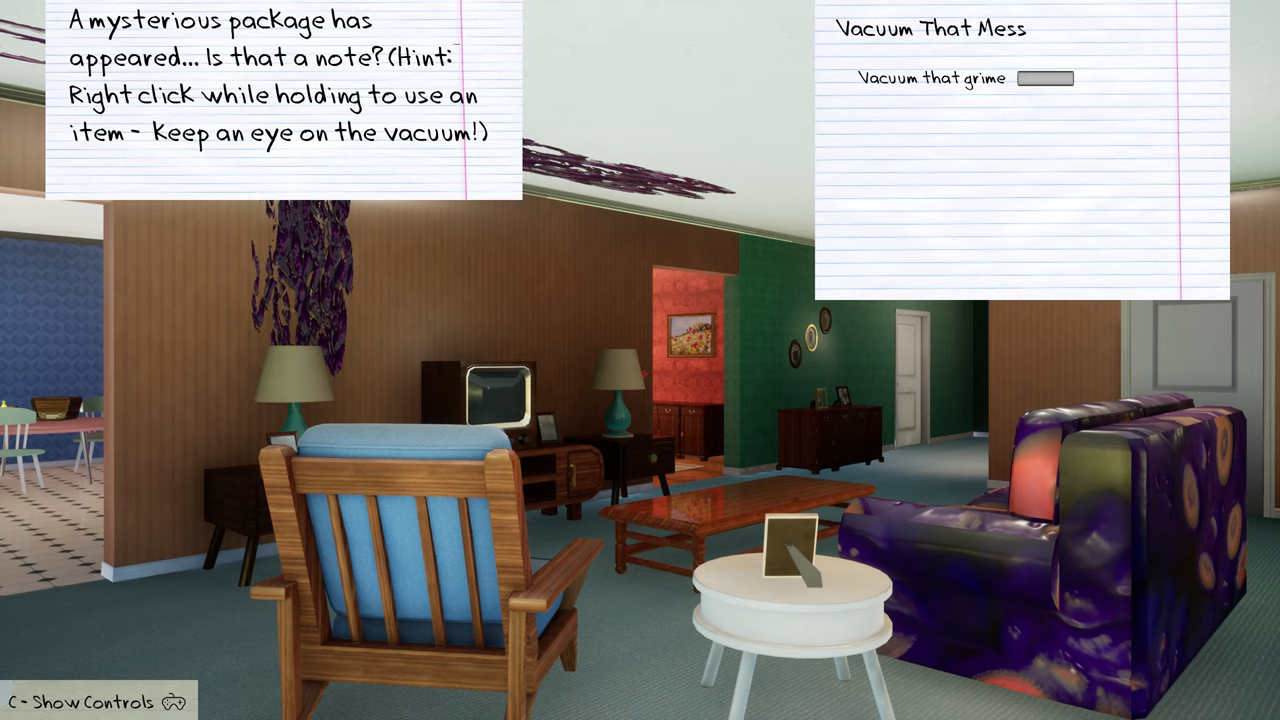 A mysterious package has
appeared... Is that a note? (Hint:
Right click while holding to use an
item - Keep an eye on the vacuum!)
Vacuum That Mess
Vacuum that grime
C - Show Controls